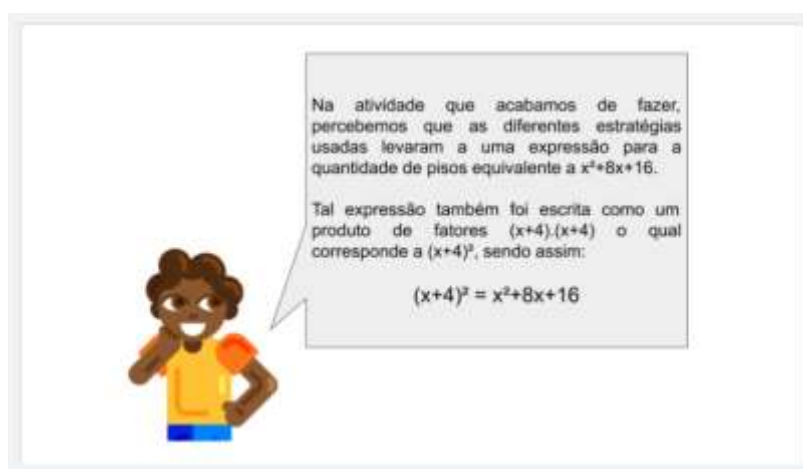 Na atividade que acabamos de fazer,
percebemos que as diferentes estratégias
usadas levaram a uma expressão para a
quantidade de pisos equivalente a x²+8x+16.
Tal expressão também foi escrita como um
produto de fatores (x+4).(x+4) o qual
corresponde a (x+4)², sendo assim:
(x+4)² = x²+8x+16